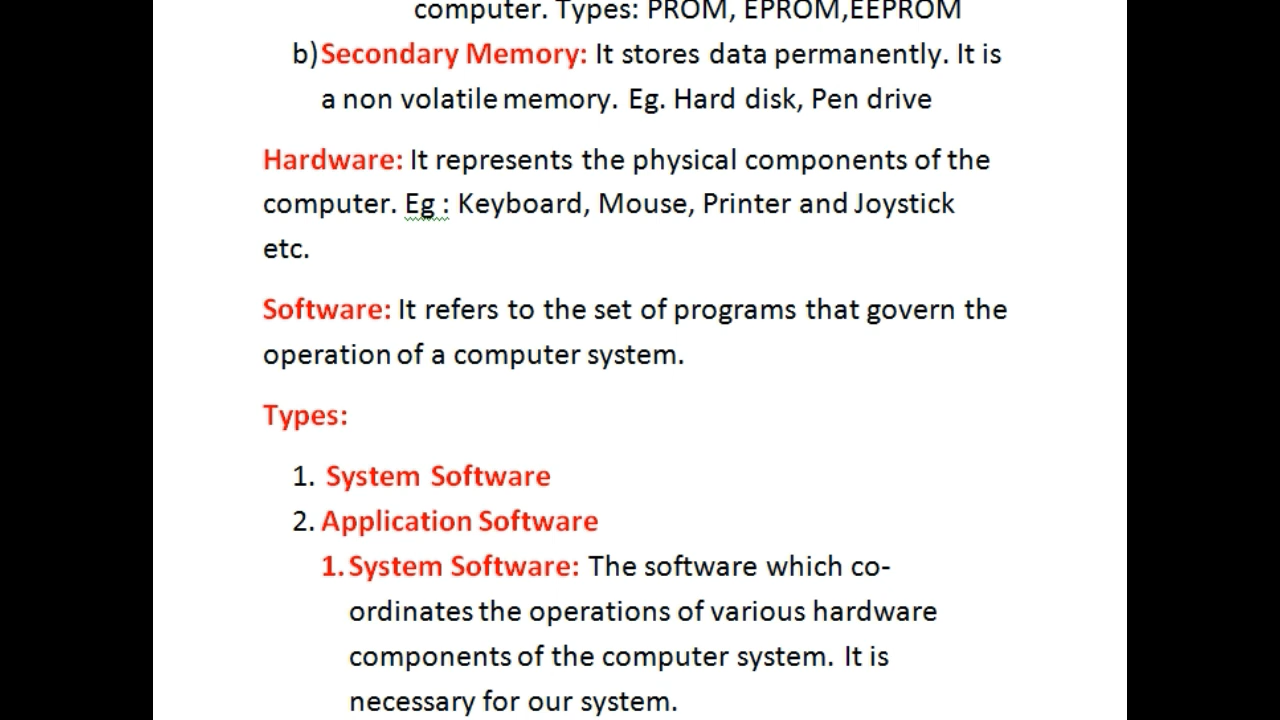 computer. Types: PROM, EPROM,EEPROM
b) Secondary Memory: It stores data permanently. It is
a non volatile memory. Eg. Hard disk, Pen drive
Hardware: It represents the physical components of the
computer. Eg : Keyboard, Mouse, Printer and Joystick
etc.
Software: It refers to the set of programs that govern the
operation of a computer system.
Types:
1. System Software
2. Application Software
1. System Software: The software which co-
ordinates the operations of various hardware
components of the computer system. It is
necessary for our system.